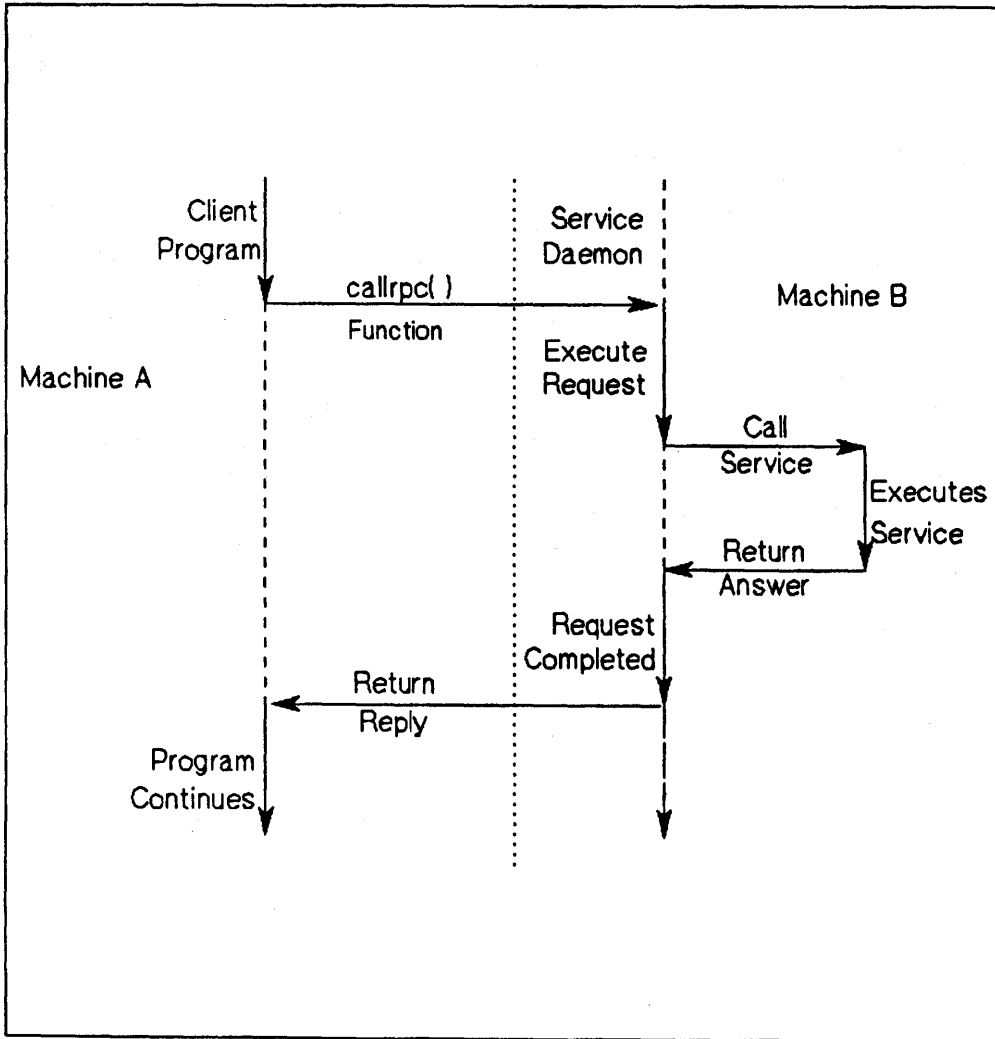 Client
Program
Service
Daemon
callrpc( )
Function
Machine B
Machine A
Execute
Request
Call
Service
Executes
Service
Return
Answer
Request
Completed
Return
Reply
Program
Continues